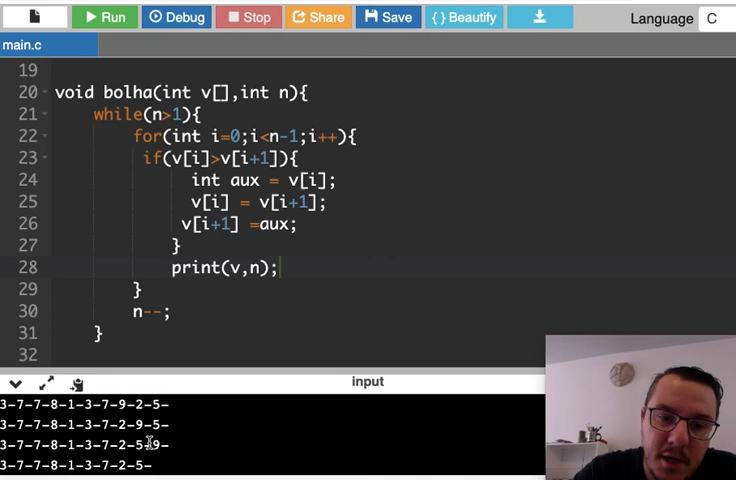 Run Debug Stop Share Save { } Beautify Language C
main.c
19
20 void bolha(int v[],int n){
21 while(n>1){
22 for(int i=0;i<n-1;i++){
23 if(v[i]>v[i+1]){
24 int aux = v[i];
25 v[i] = v[i+1];
26 v[i+1] =aux;
27 }
28 print(v,n);
29 }
30 n--;
31 }
32
input
3-7-7-8-1-3-7-9-2-5-
3-7-7-8-1-3-7-2-9-5-
3-7-7-8-1-3-7-2-5-9-
3-7-7-8-1-3-7-2-5-